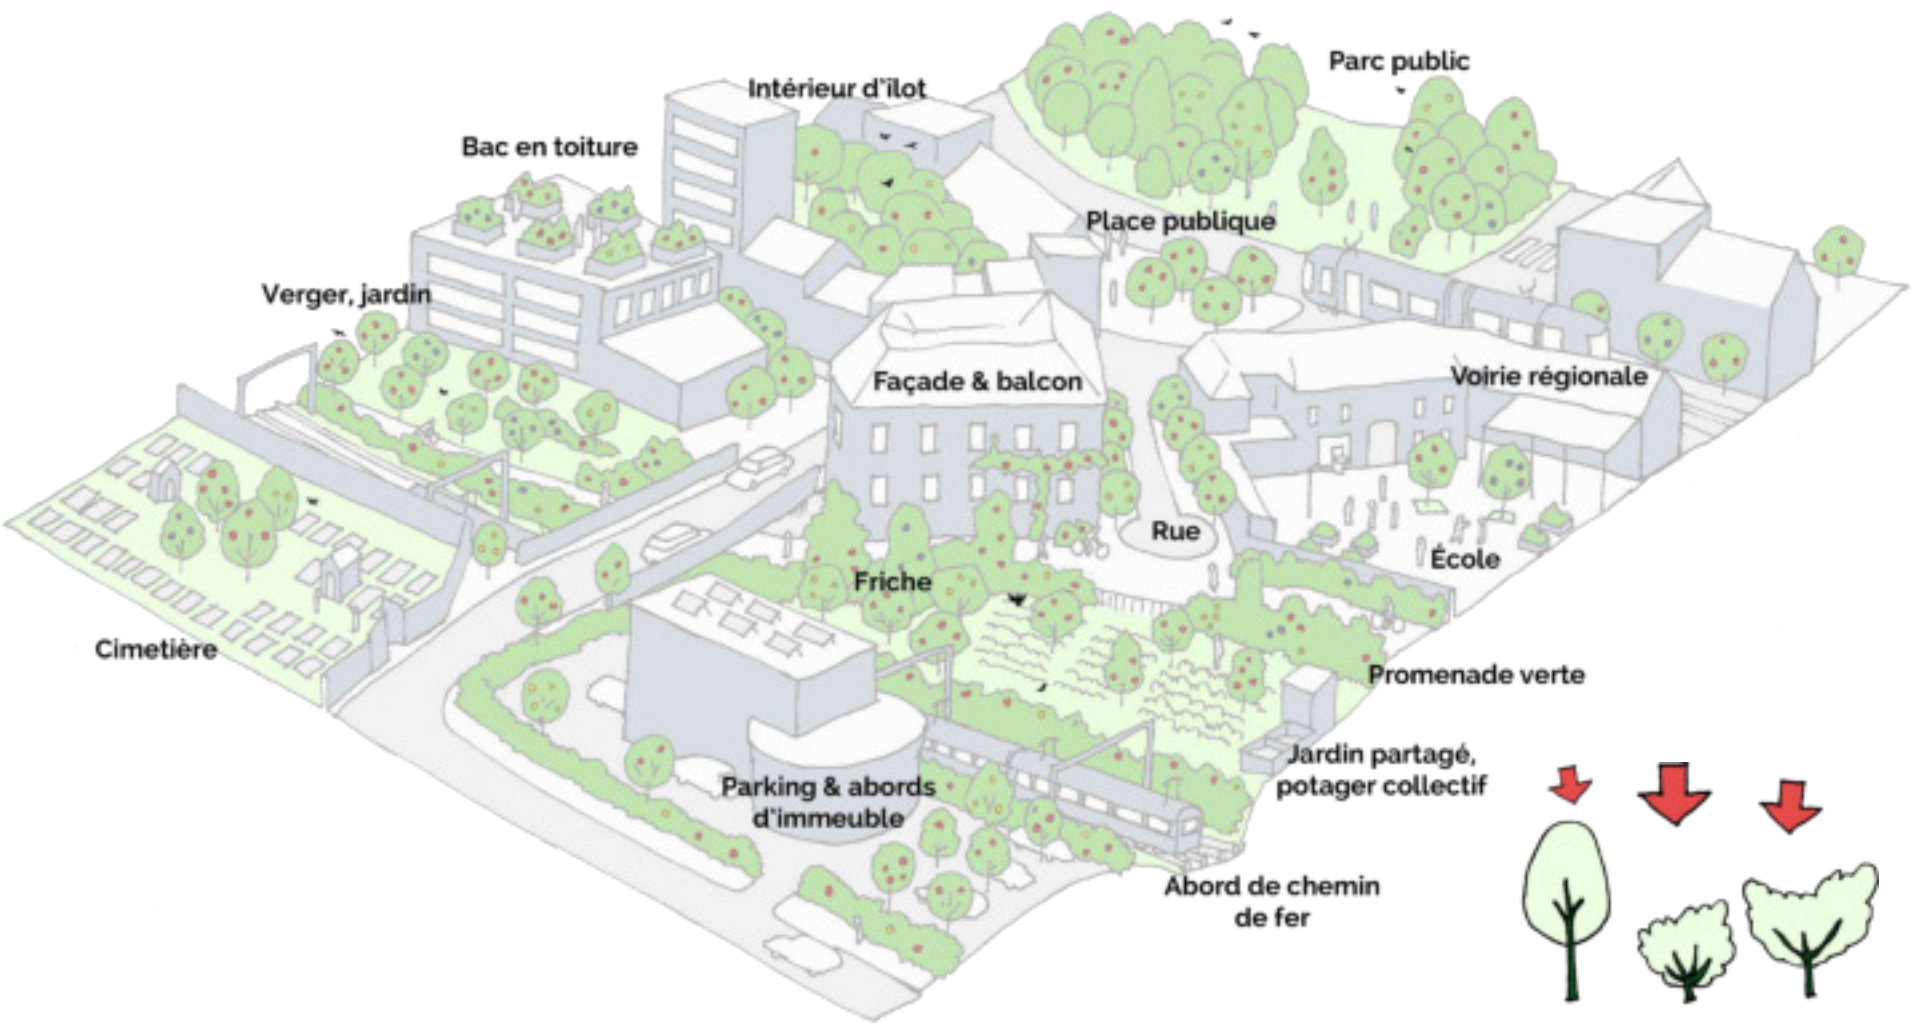 Parc public
Intérieur d'îlot
Bac en toiture
Place publique
Verger, jardin
Façade & balcon
Voirie régionale
Rue
École
Friche
Cimetière
Promenade verte
Jardin partagé,
potager collectif
Parking & abords
d'immeuble
Abord de chemin
de fer